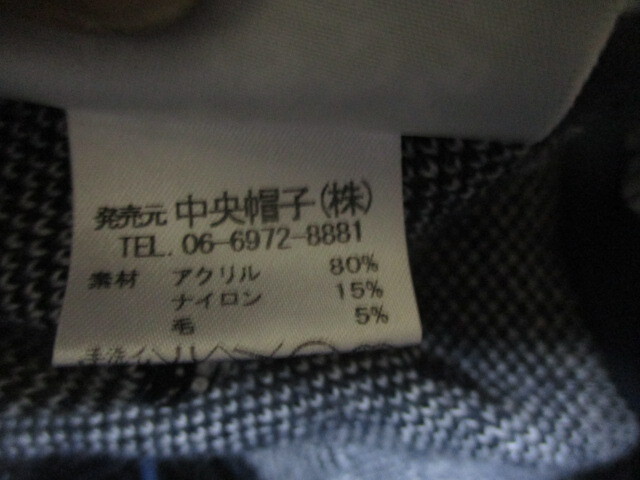 発売元 中央帽子(株)
TEL. 06-6972-8881
素材 アクリル 80%
ナイロン 15%
毛 5%